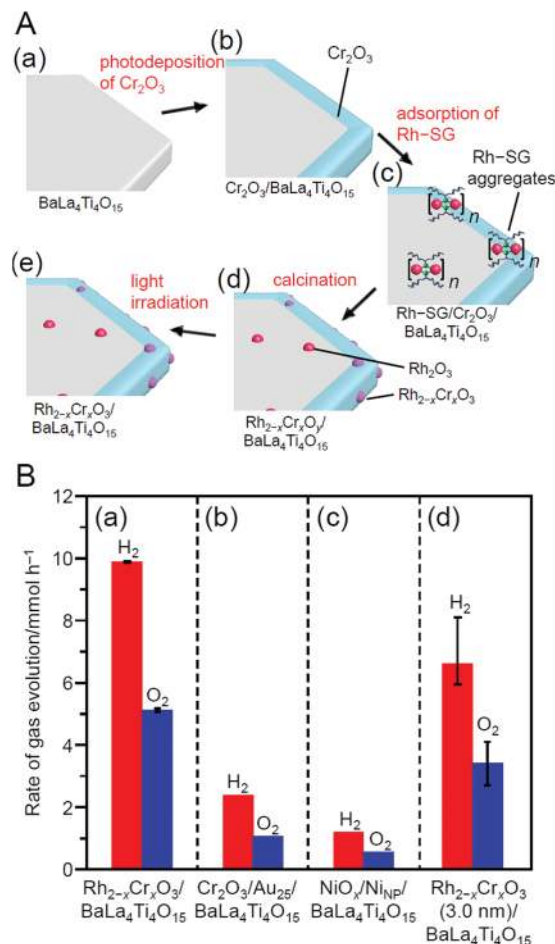 A
(a)
photodeposition
of Cr₂O₃
BaLa₄Ti₄O₁₅
(b)
Cr₂O₃
Cr₂O₃/BaLa₄Ti₄O₁₅
adsorption of
Rh−SG
(c)
Rh−SG
aggregates
n
n
n
Rh−SG/Cr₂O₃/
BaLa₄Ti₄O₁₅
calcination
(d)
Rh₂O₃
Rh₂₋ₓCrₓO₃
Rh₂₋ₓCrₓOᵧ/
BaLa₄Ti₄O₁₅
light
irradiation
(e)
Rh₂₋ₓCrₓO₃/
BaLa₄Ti₄O₁₅
B
Rate of gas evolution/mmol h⁻¹
12
10
8
6
4
2
0
(a)
H₂
O₂
Rh₂₋ₓCrₓO₃/
BaLa₄Ti₄O₁₅
(b)
H₂
O₂
Cr₂O₃/Au₂₅/
BaLa₄Ti₄O₁₅
(c)
H₂
O₂
NiOₓ/Ni_NP/
BaLa₄Ti₄O₁₅
(d)
H₂
O₂
Rh₂₋ₓCrₓO₃
(3.0 nm)/
BaLa₄Ti₄O₁₅